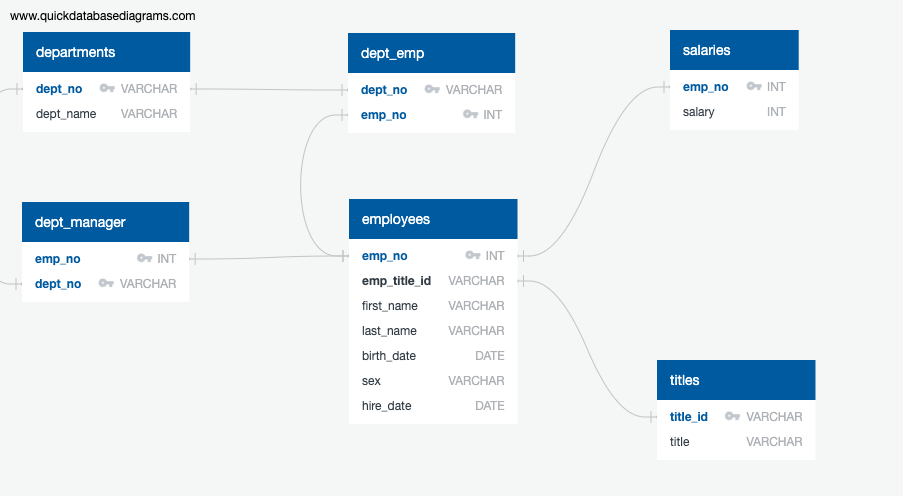 www.quickdatabasediagrams.com
departments
dept_no VARCHAR
dept_name VARCHAR
dept_emp
dept_no VARCHAR
emp_no INT
salaries
emp_no INT
salary INT
dept_manager
emp_no INT
dept_no VARCHAR
employees
emp_no INT
emp_title_id VARCHAR
first_name VARCHAR
last_name VARCHAR
birth_date DATE
sex VARCHAR
hire_date DATE
titles
title_id VARCHAR
title VARCHAR